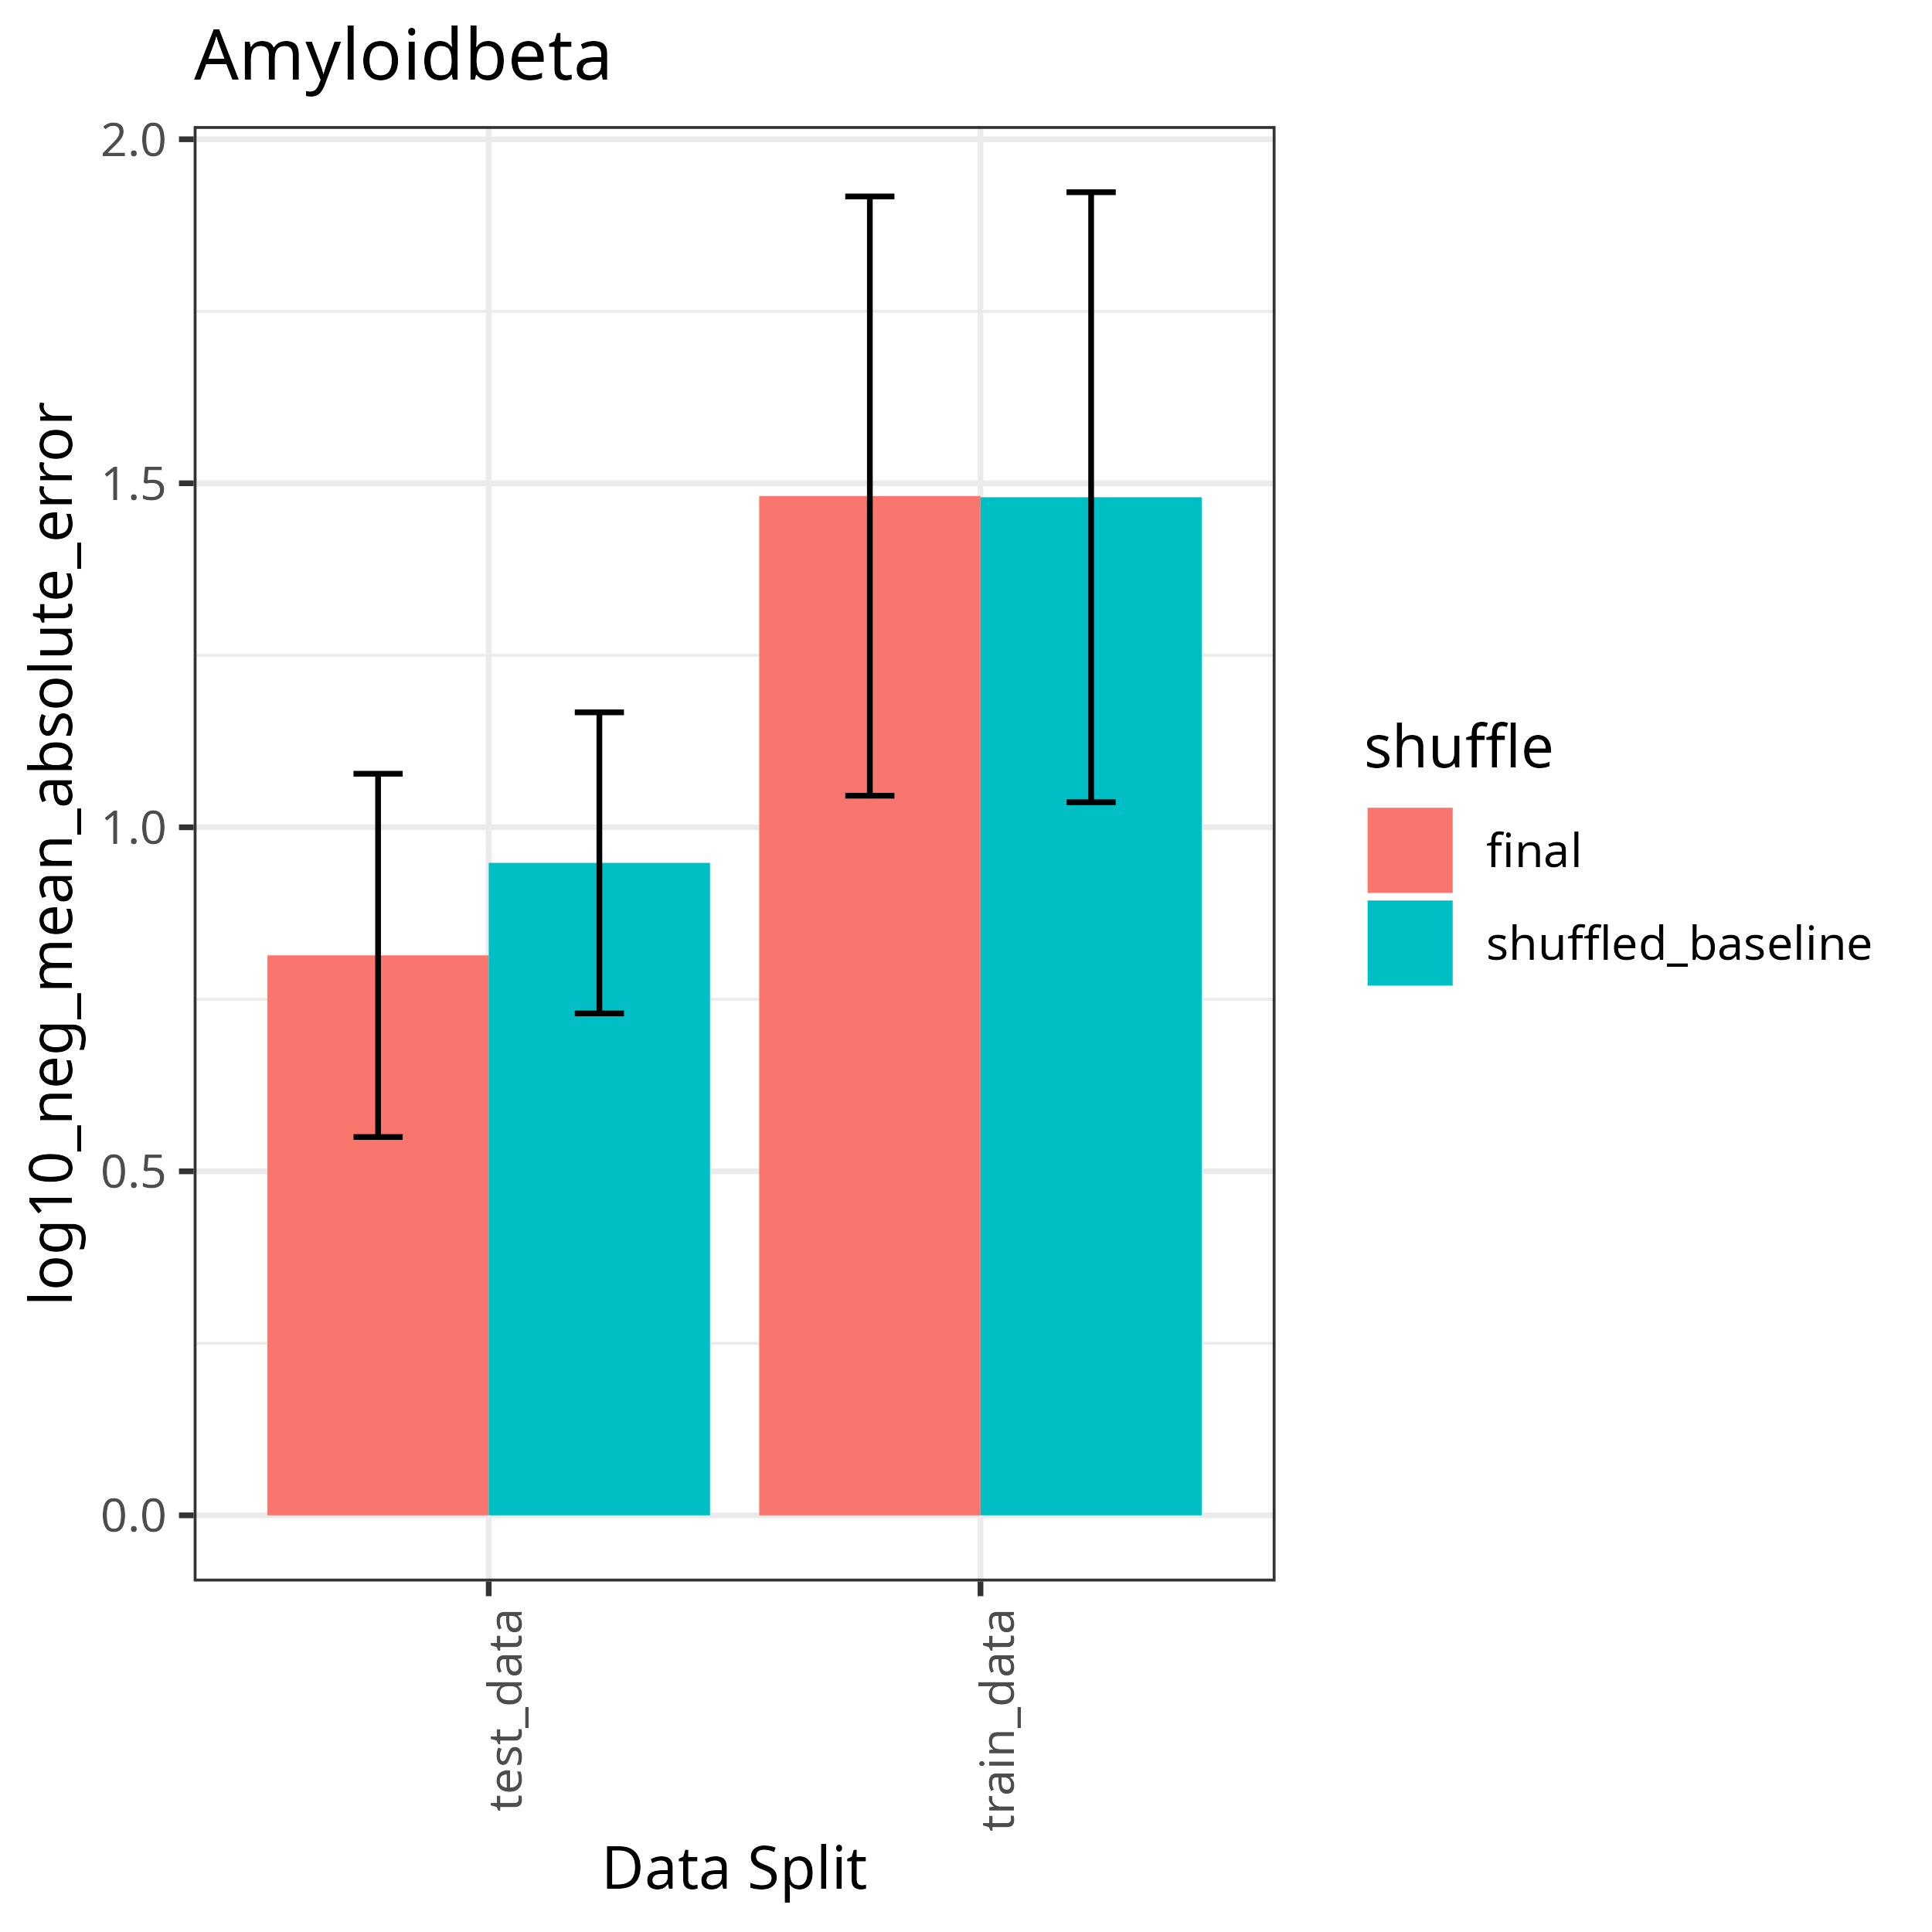 Amyloidbeta
log10_neg_mean_absolute_error
2.0
1.5
1.0
0.5
0.0
test_data
train_data
Data Split
shuffle
final
shuffled_baseline